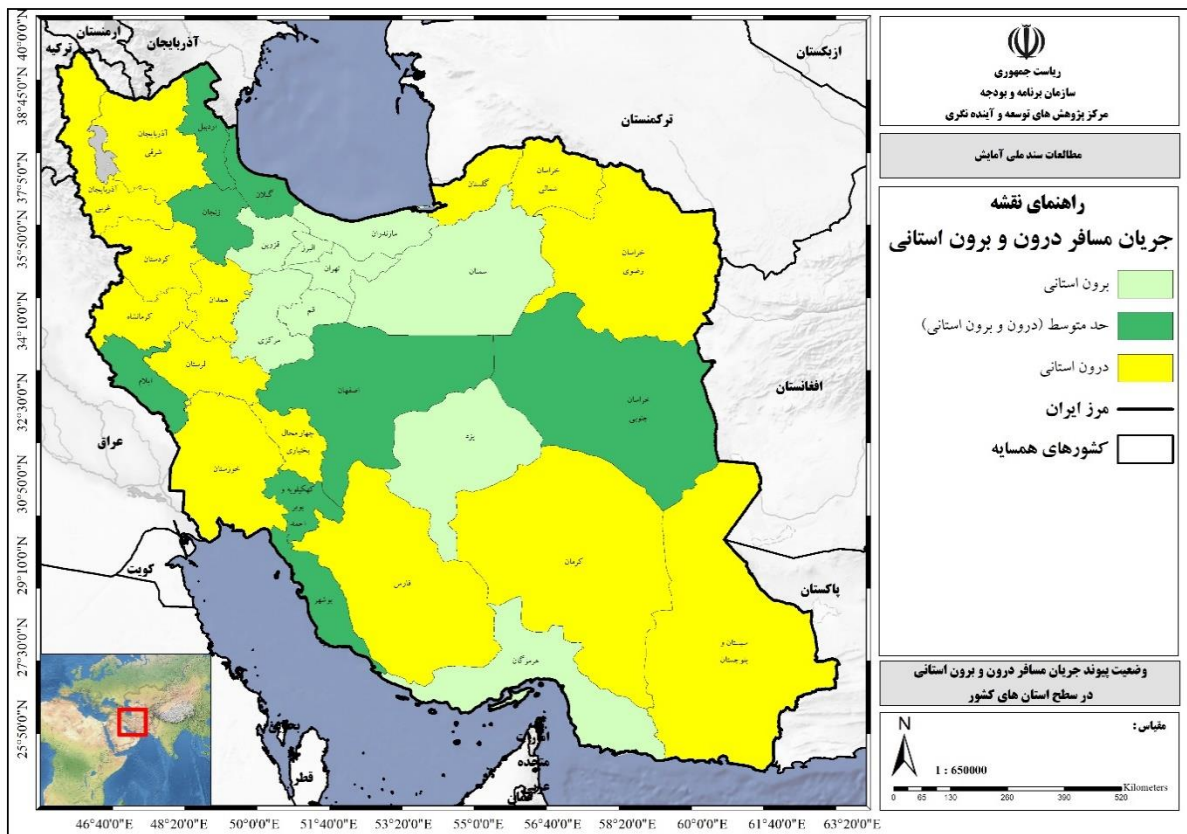 ریاست جمهوری
سازمان برنامه و بودجه
مرکز پژوهش های توسعه و آینده نگری
مطالعات سند ملی آمایش
راهنمای نقشه
جریان مسافر درون و برون استانی
برون استانی
حد متوسط (درون و برون استانی)
درون استانی
مرز ایران
کشورهای همسایه
وضعیت پیوند جریان مسافر درون و برون استانی
در سطح استان های کشور
مقیاس :
N
1 : 650000
Kilometers
0 65 130 260 390 520
ارمنستان
ترکیه
آذربایجان
ازبکستان
ترکمنستان
افغانستان
پاکستان
عراق
کویت
قطر
امارات
متحده
آذربایجان
شرقی
آذربایجان
غربی
اردبیل
گیلان
زنجان
کردستان
همدان
کرمانشاه
لرستان
ایلام
خوزستان
قزوین
البرز
مازندران
تهران
قم
مرکزی
سمنان
گلستان
خراسان
شمالی
خراسان
رضوی
خراسان
جنوبی
اصفهان
یزد
چهار محال
بختیاری
کهکیلویه و
بویر
احمد
بوشهر
فارس
کرمان
هرمزگان
سیستان و
بلوچستان
40°0'0"N
38°45'0"N
37°5'0"N
35°50'0"N
34°10'0"N
32°30'0"N
30°50'0"N
29°10'0"N
27°30'0"N
25°50'0"N
46°40'0"E
48°20'0"E
50°0'0"E
51°40'0"E
53°20'0"E
55°0'0"E
56°40'0"E
58°20'0"E
60°0'0"E
61°40'0"E
63°20'0"E